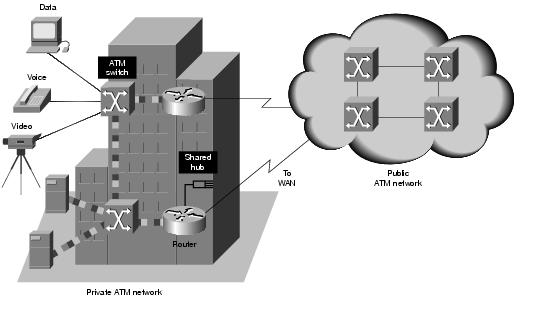 Data
ATM
switch
Voice
Video
Shared
hub
To
WAN
Public
ATM network
Router
Private ATM network